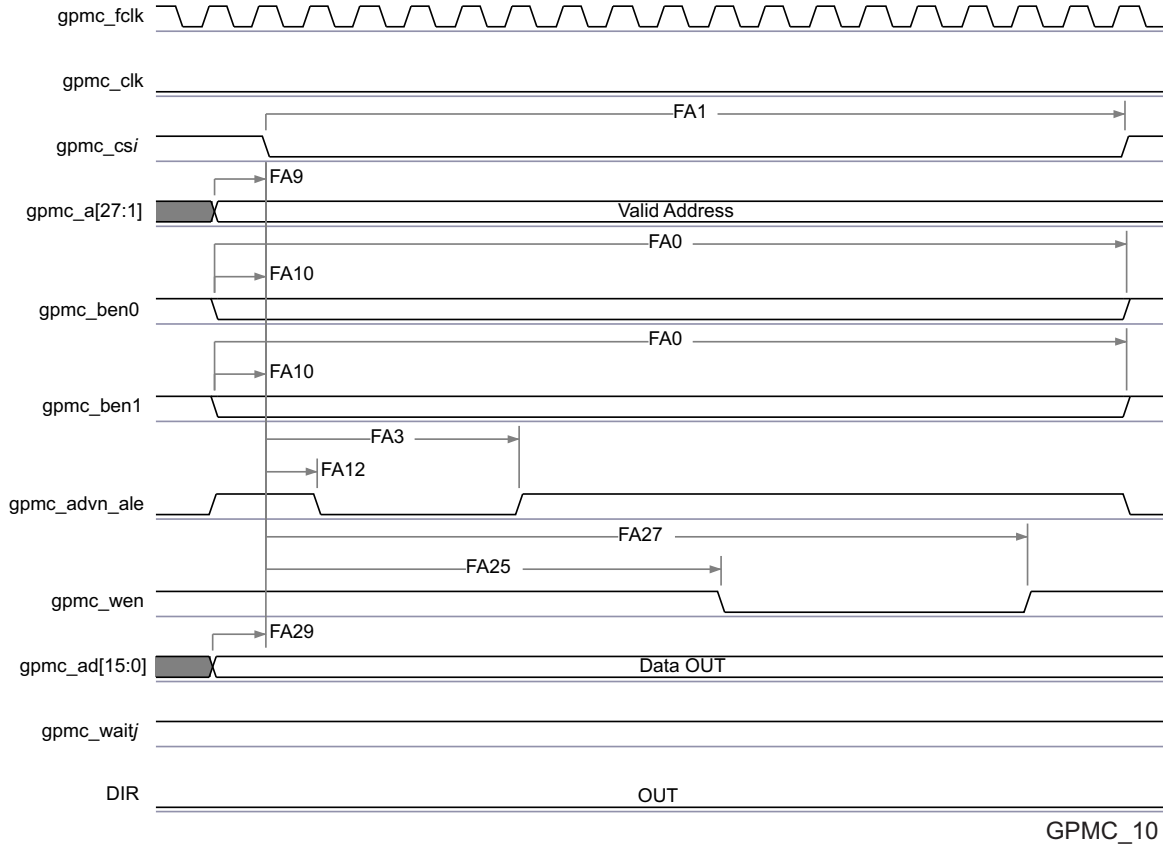 gpmc_fclk
gpmc_clk
FA1
gpmc_csi
FA9
gpmc_a[27:1]
Valid Address
FA0
FA10
gpmc_ben0
FA0
FA10
gpmc_ben1
FA3
FA12
gpmc_advn_ale
FA27
FA25
gpmc_wen
FA29
gpmc_ad[15:0]
Data OUT
gpmc_waitj
DIR
OUT
GPMC_10